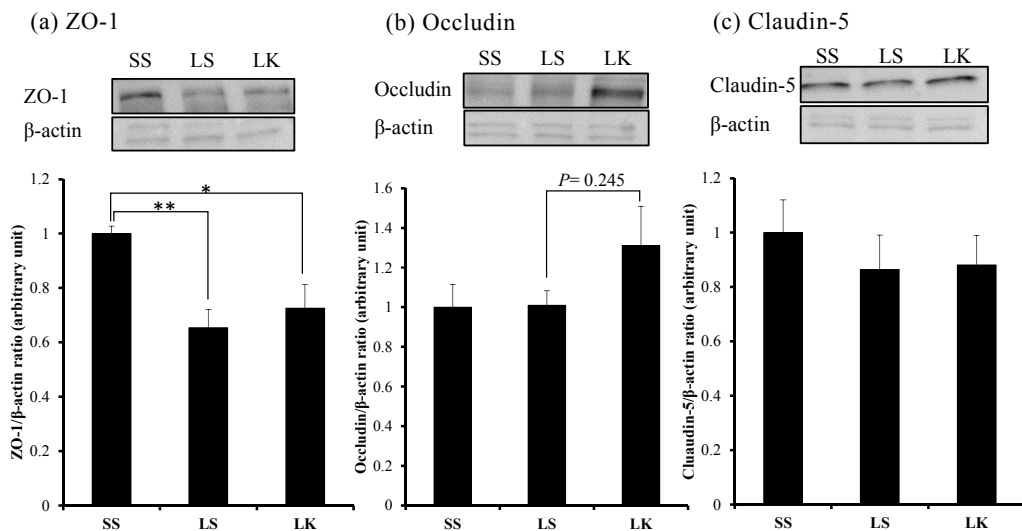 (a) ZO-1
SS LS LK
ZO-1
β-actin
ZO-1/β-actin ratio (arbitrary unit)
1.2
1
0.8
0.6
0.4
0.2
0
*
**
SS LS LK
(b) Occludin
SS LS LK
Occludin
β-actin
Occludin/β-actin ratio (arbitrary unit)
1.6
1.4
1.2
1
0.8
0.6
0.4
0.2
0
P= 0.245
SS LS LK
(c) Claudin-5
SS LS LK
Claudin-5
β-actin
Cluaudin-5/β-actin ratio (arbitrary unit)
1.2
1
0.8
0.6
0.4
0.2
0
SS LS LK